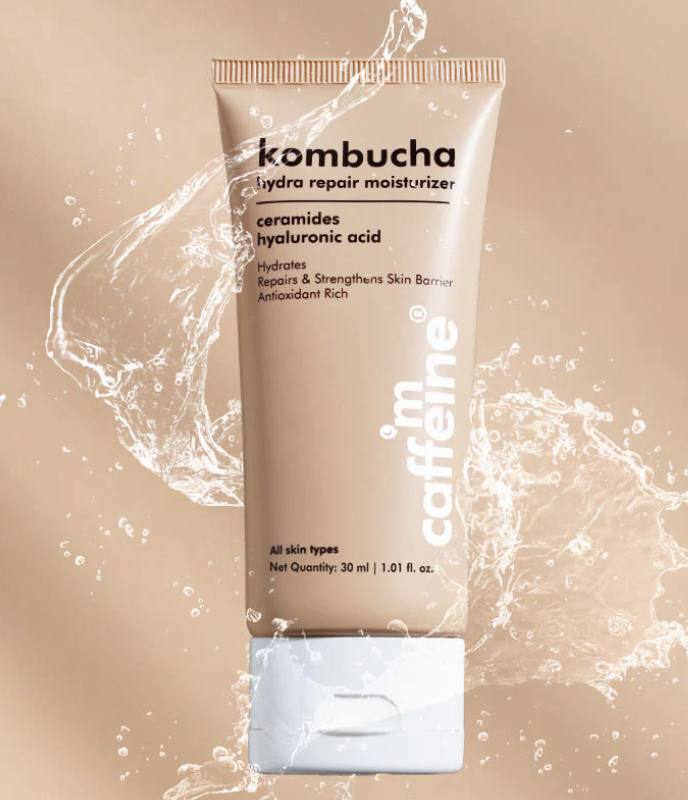 kombucha
hydra repair moisturizer
ceramides
hyaluronic acid
Hydrates
Repairs & Strengthens Skin Barrier
Antioxidant Rich
m
caffeine
All skin types
Net Quantity: 30 ml | 1.01 fl. oz.